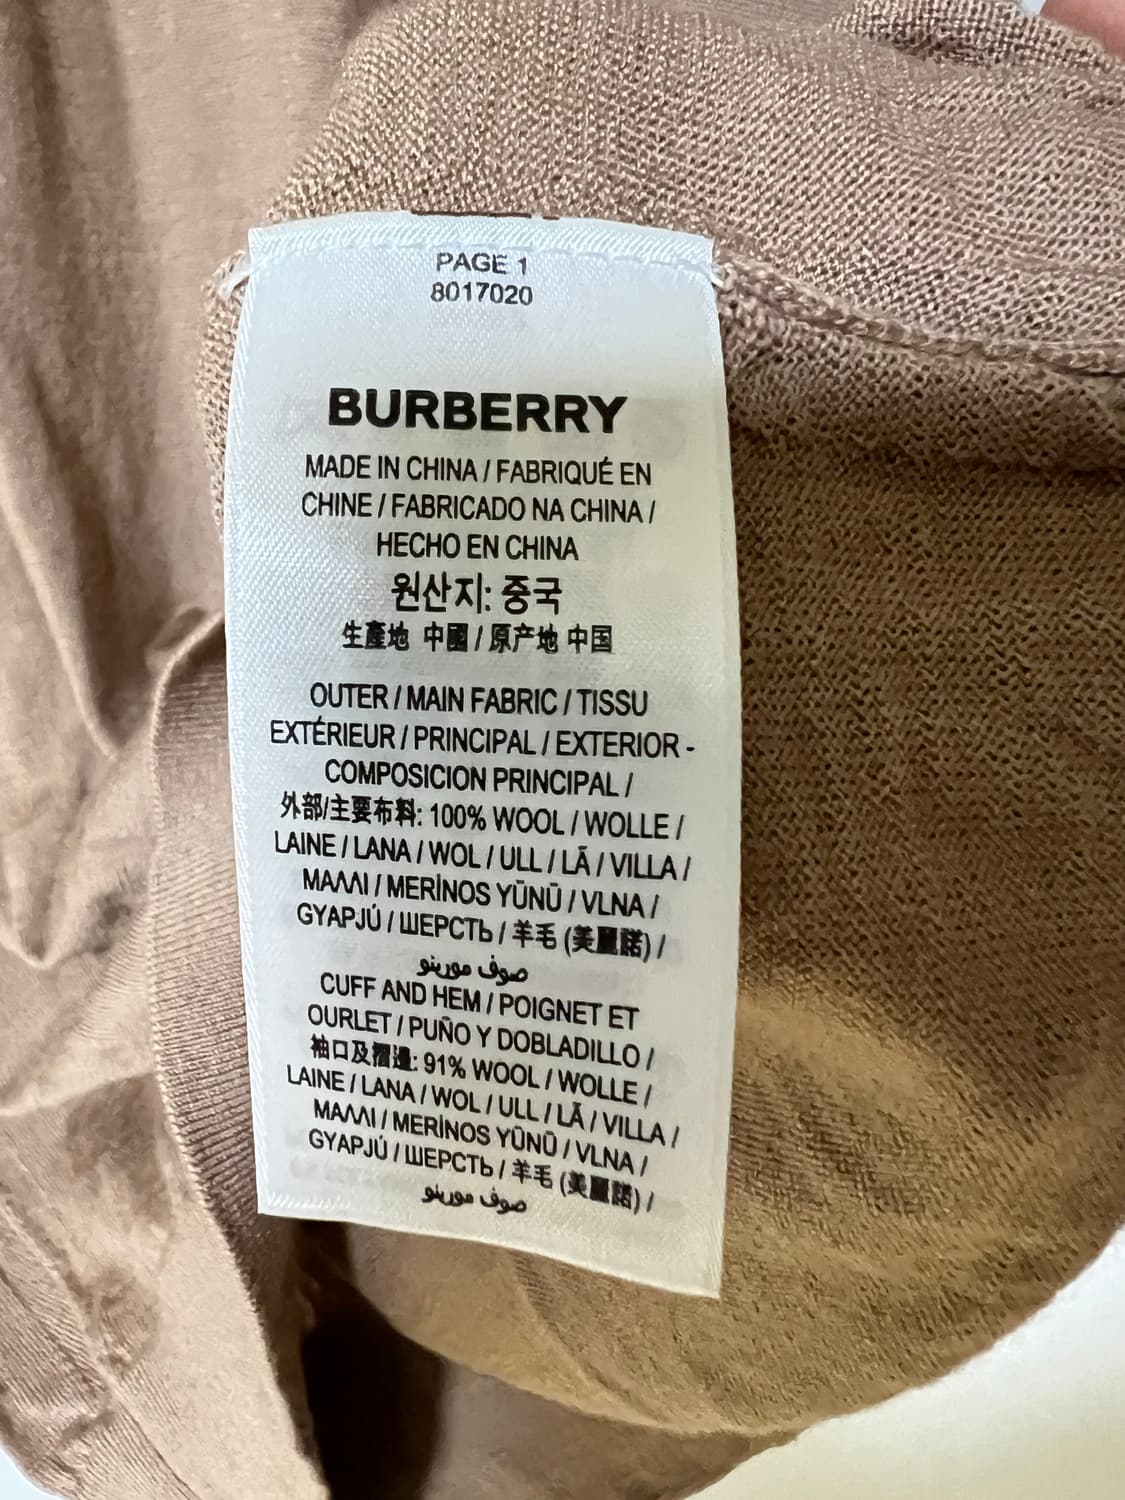 PAGE 1
8017020
BURBERRY
MADE IN CHINA / FABRIQUÉ EN
CHINE / FABRICADO NA CHINA /
HECHO EN CHINA
원산지: 중국
生產地 中國 / 原产地 中国
OUTER / MAIN FABRIC / TISSU
EXTÉRIEUR / PRINCIPAL / EXTERIOR -
COMPOSICION PRINCIPAL /
外部/主要布料: 100% WOOL / WOLLE /
LAINE / LANA / WOL / ULL / LÃ / VILLA /
ΜΑΛΛΙ / MERİNOS YŪNŪ / VLNA /
GYAPJÚ / ШЕРСТЬ / 羊毛 (美麗諾) /
صوف مورينو
CUFF AND HEM / POIGNET ET
OURLET / PUÑO Y DOBLADILLO /
袖口及摺邊: 91% WOOL / WOLLE /
LAINE / LANA / WOL / ULL / LÃ / VILLA /
ΜΑΛΛΙ / MERİNOS YŪNŪ / VLNA /
GYAPJÚ / ШЕРСТЬ / 羊毛 (美麗諾) /
صوف مورينو